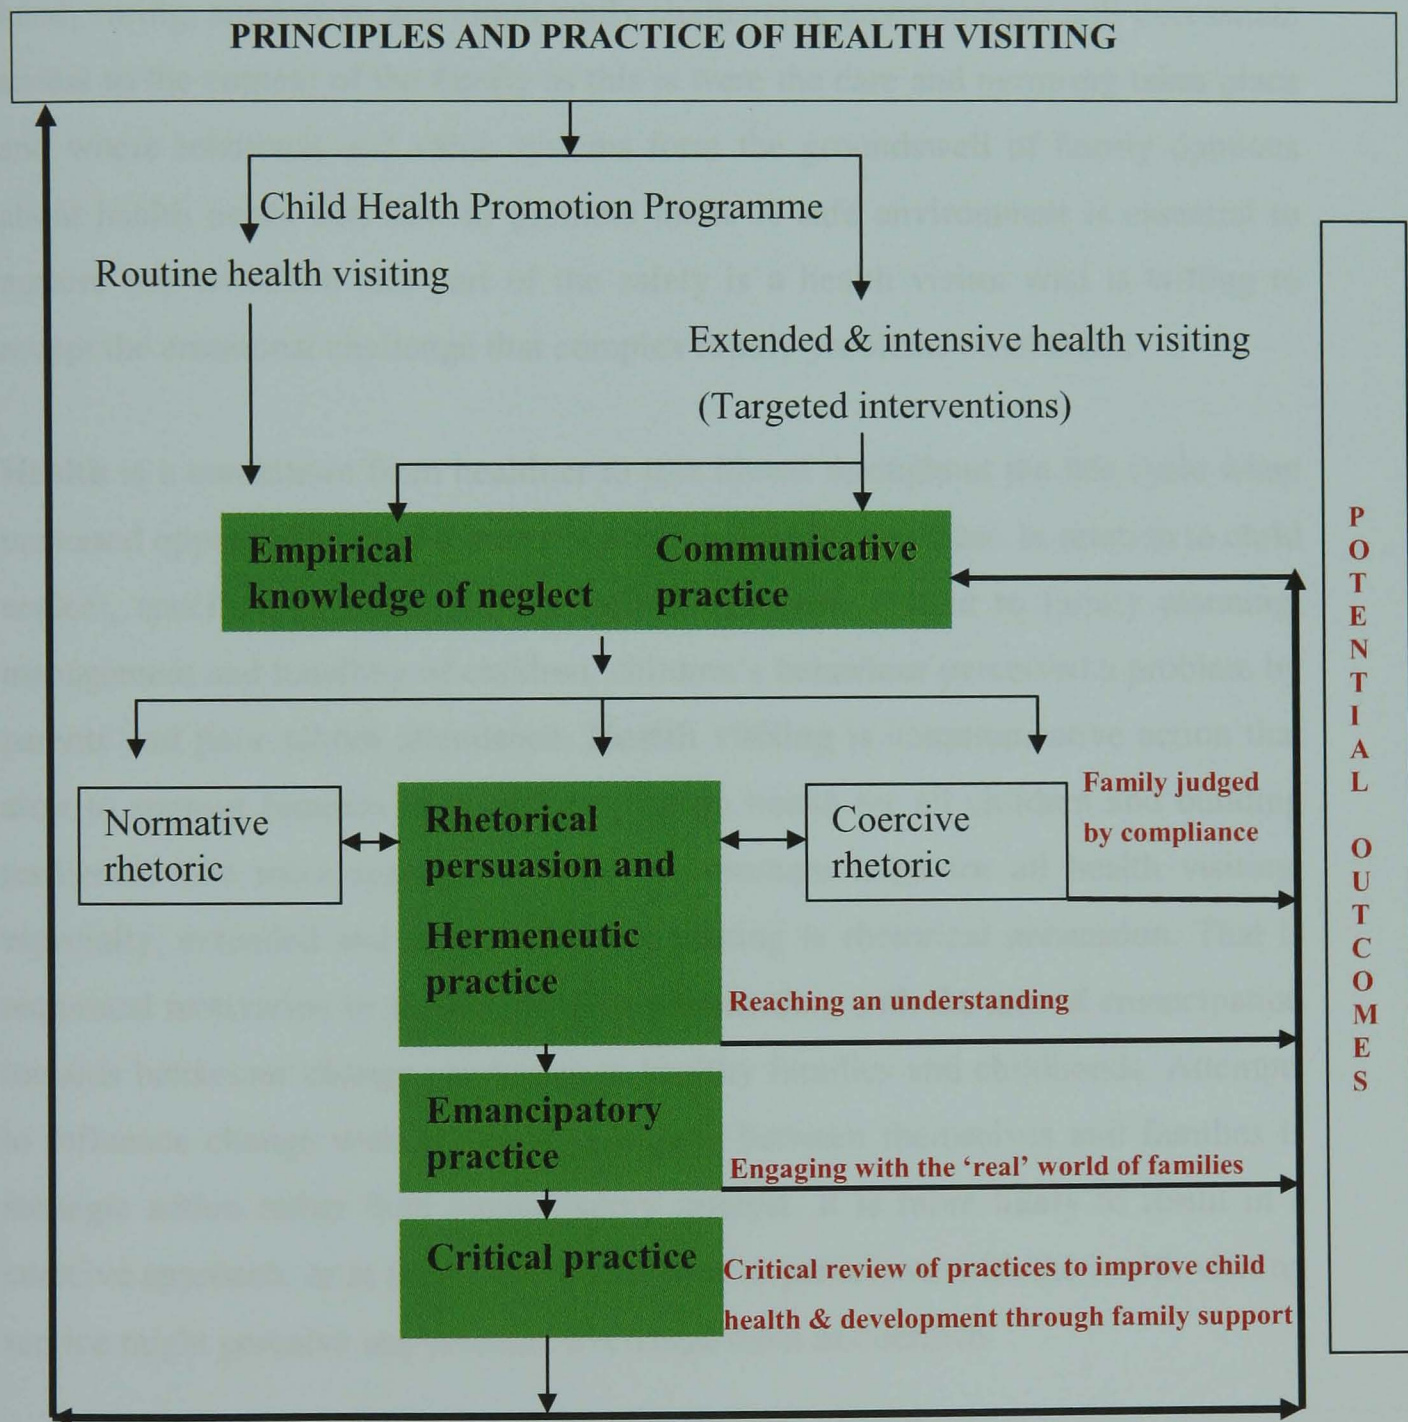 PRINCIPLES AND PRACTICE OF HEALTH VISITING
Child Health Promotion Programme
Routine health visiting
Extended & intensive health visiting
(Targeted interventions)
Empirical
knowledge of neglect
Communicative
practice
Normative
rhetoric
Rhetorical
persuasion and
Hermeneutic
practice
Coercive
rhetoric
Family judged
by compliance
Reaching an understanding
Emancipatory
practice
Engaging with the ‘real’ world of families
Critical practice
Critical review of practices to improve child
health & development through family support
POTENTIAL OUTCOMES